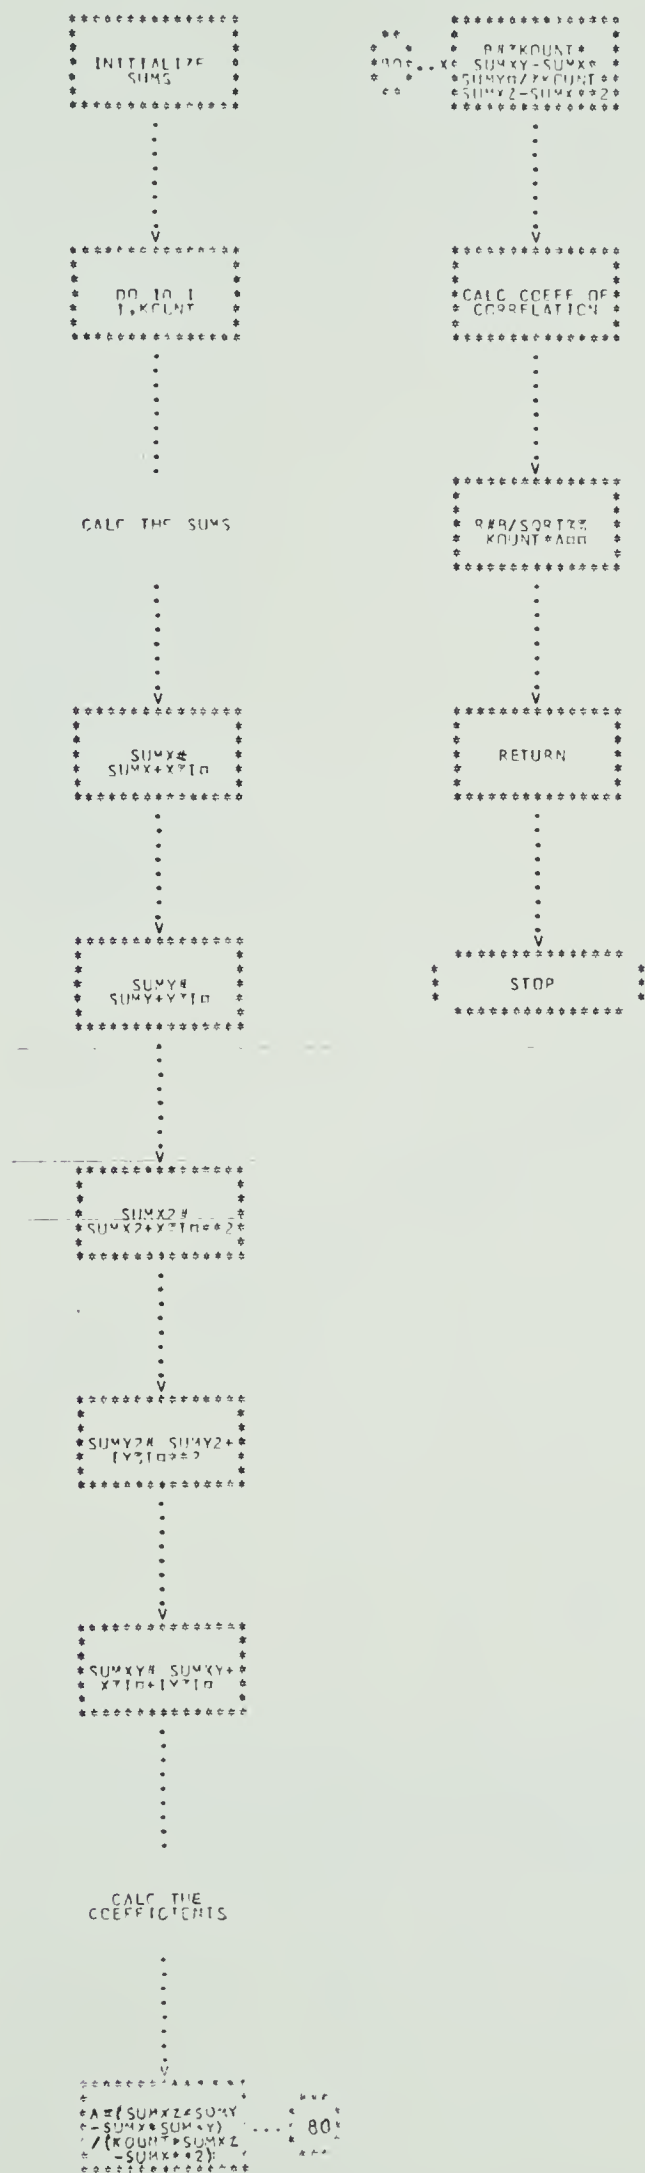 INITIALIZE
SUMS
DO 10 I
1,KOUNT
CALC THE SUMS
SUMX#
SUMX+X%I¤
SUMY#
SUMY+Y%I¤
SUMX2#
SUMX2+X%I¤**2
SUMY2# SUMY2+
[Y%I¤**2
SUMXY# SUMXY+
X%I¤*[Y%I¤
CALC THE
COEFFICIENTS
A=(SUMX2*SUMY
-SUMX*SUMXY)
/(KOUNT*SUMX2
-SUMX**2)
80
80
B#%KOUNT*
SUMXY-SUMX*
SUMY¤/%KOUNT*
SUMX2-SUMX**2
CALC COEFF OF
CORRELATION
R#B/SQRT%%
KOUNT*A¤¤
RETURN
STOP